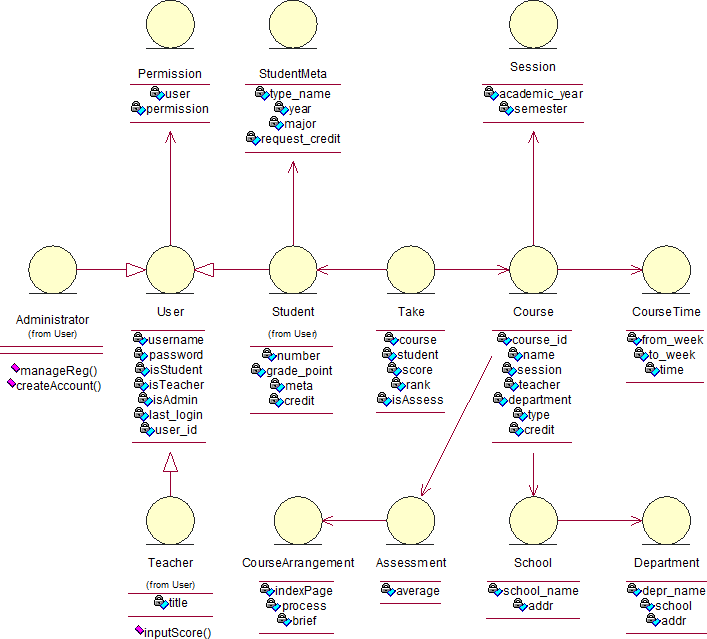 Permission
user
permission
StudentMeta
type_name
year
major
request_credit
Session
academic_year
semester
Administrator
(from User)
manageReg()
createAccount()
User
username
password
isStudent
isTeacher
isAdmin
last_login
user_id
Student
(from User)
number
grade_point
meta
credit
Take
course
student
score
rank
isAssess
Course
course_id
name
session
teacher
department
type
credit
CourseTime
from_week
to_week
time
Teacher
(from User)
title
inputScore()
CourseArrangement
indexPage
process
brief
Assessment
average
School
school_name
addr
Department
depr_name
school
addr